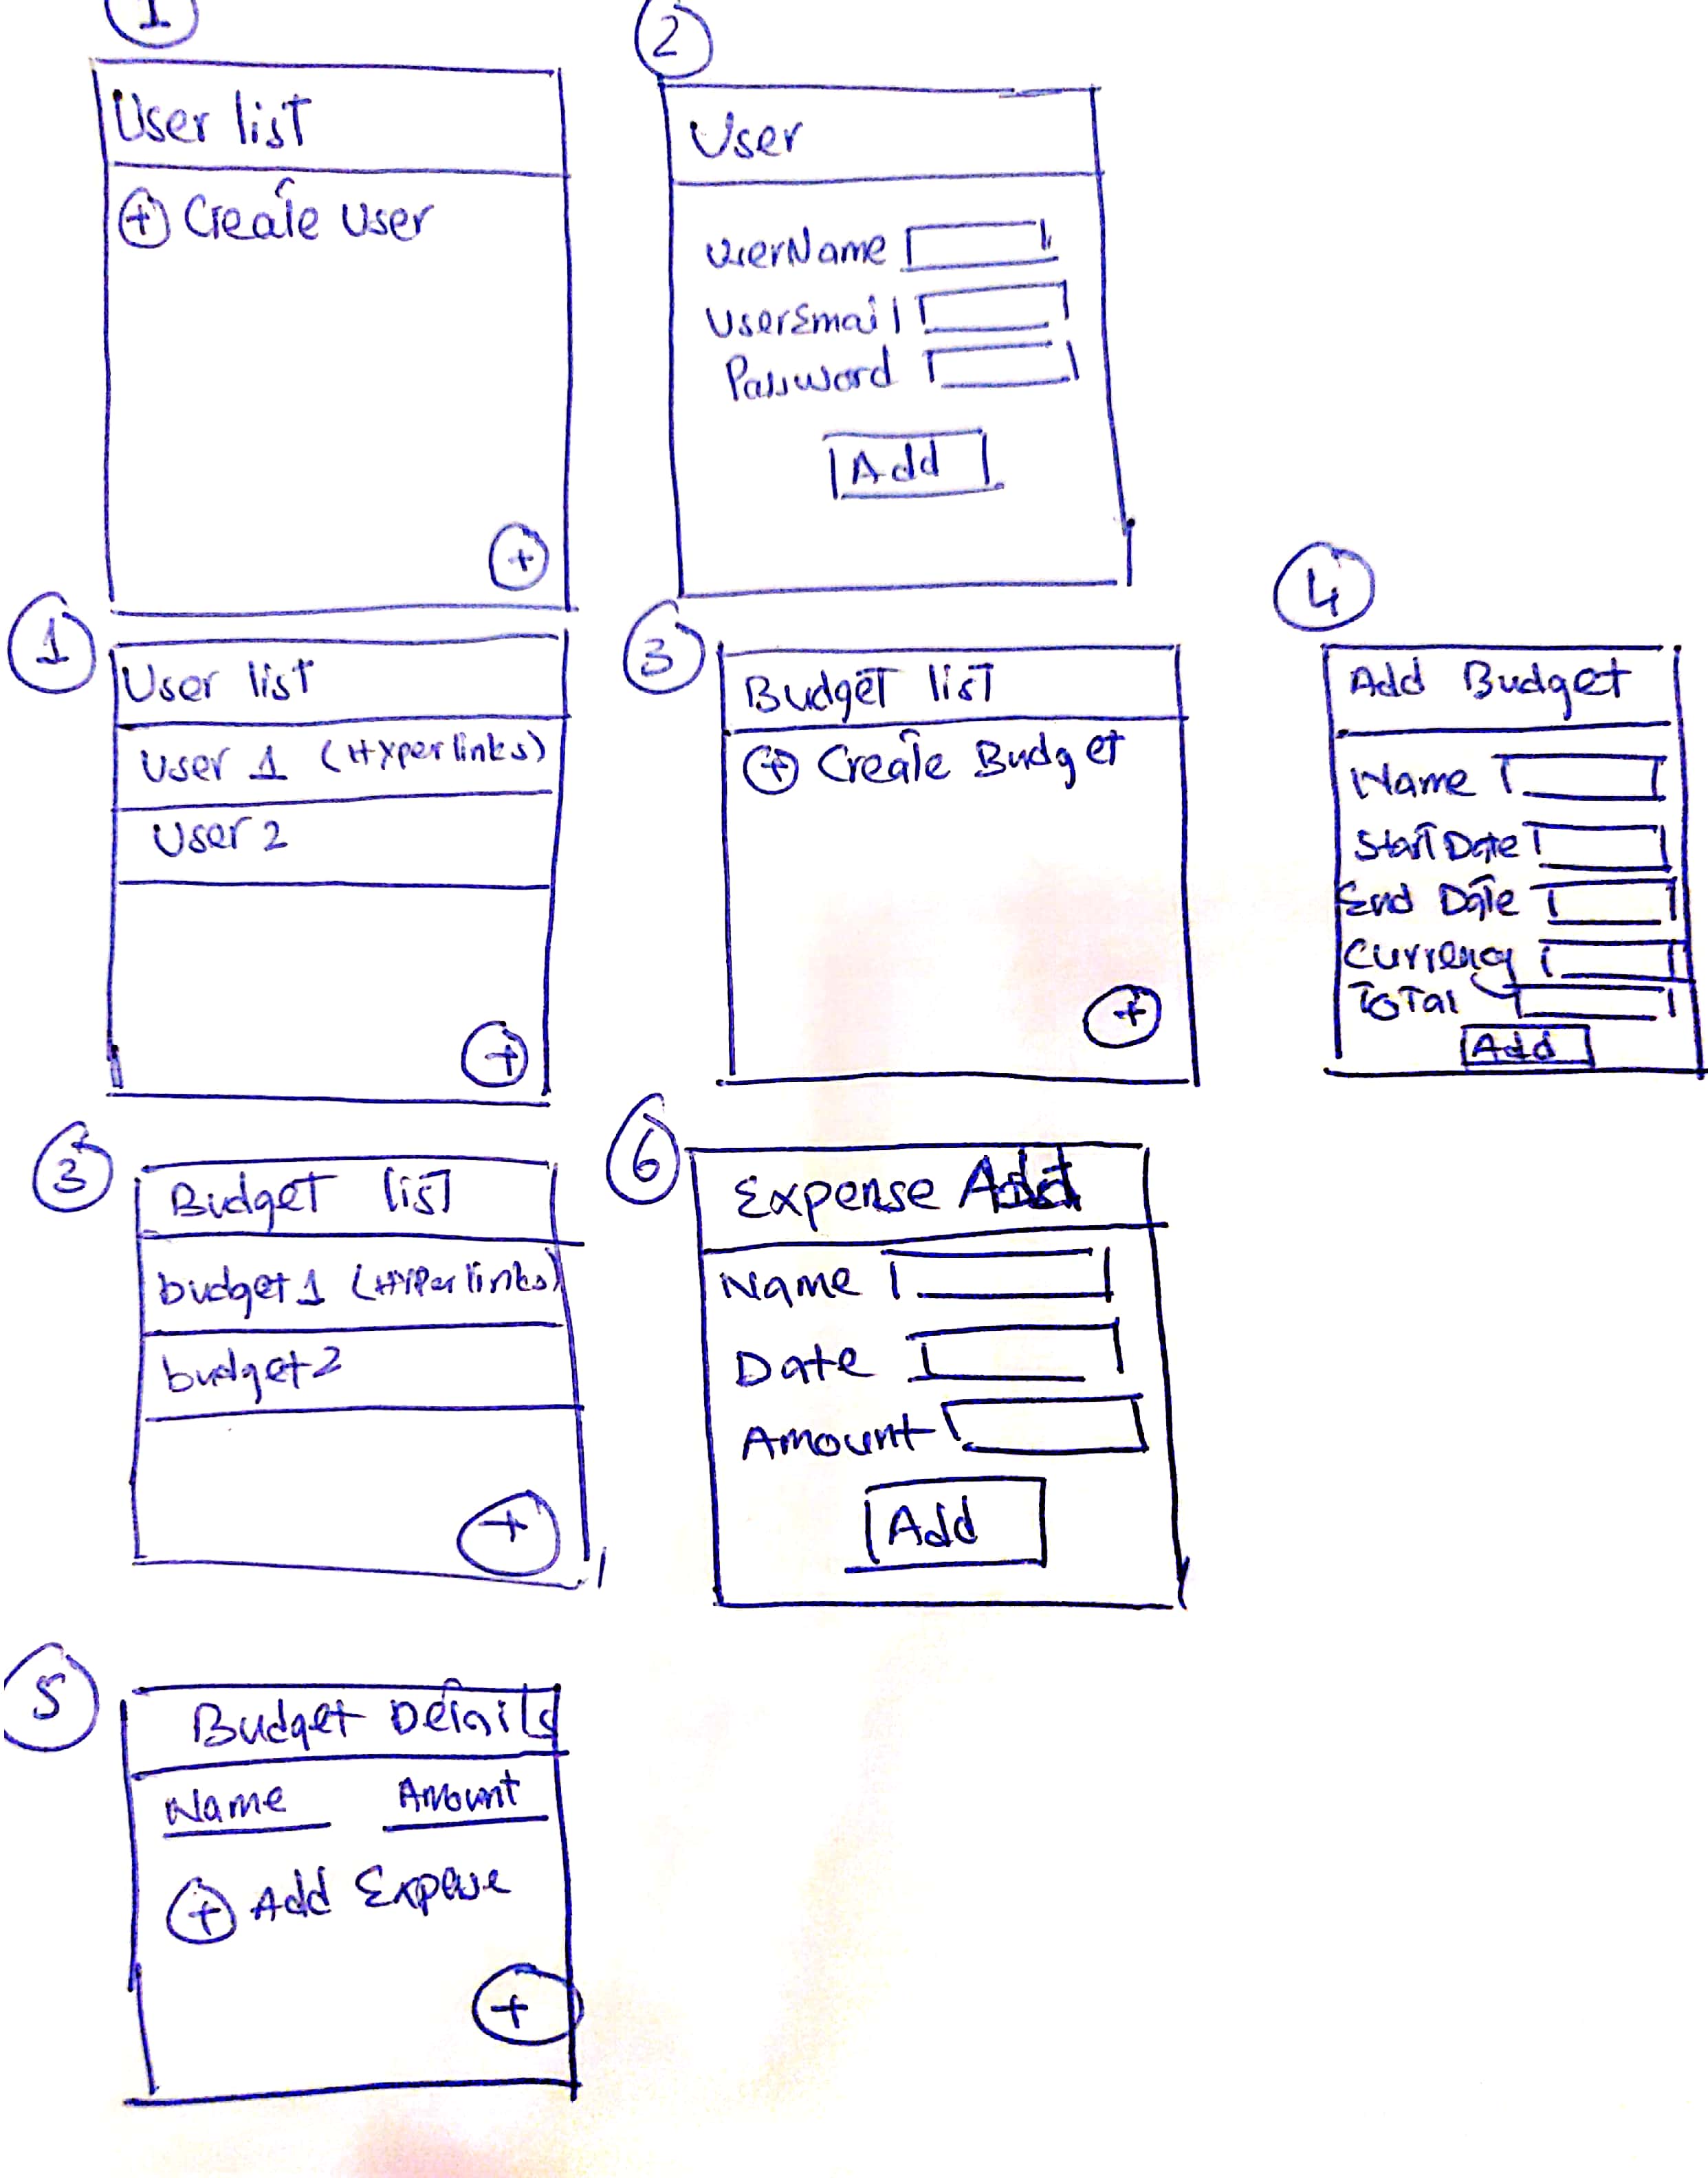 1
User list
+ Create User
+
2
User
UserName
UserEmail
Password
Add
1
User list
User 1 (Hyperlinks)
User 2
+
3
Budget list
+ Create Budget
+
4
Add Budget
Name
Start Date
End Date
Currency
Total
Add
3
Budget list
budget 1 (Hyperlinks)
budget 2
+
6
Expense Add
Name
Date
Amount
Add
5
Budget Details
Name Amount
+ Add Expense
+